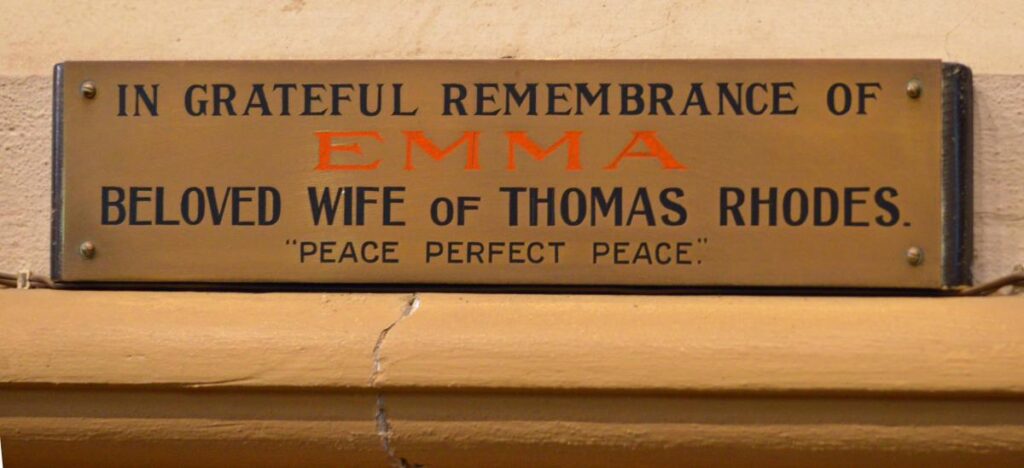 IN GRATEFUL REMEMBRANCE OF
EMMA
BELOVED WIFE OF THOMAS RHODES.
"PEACE PERFECT PEACE."